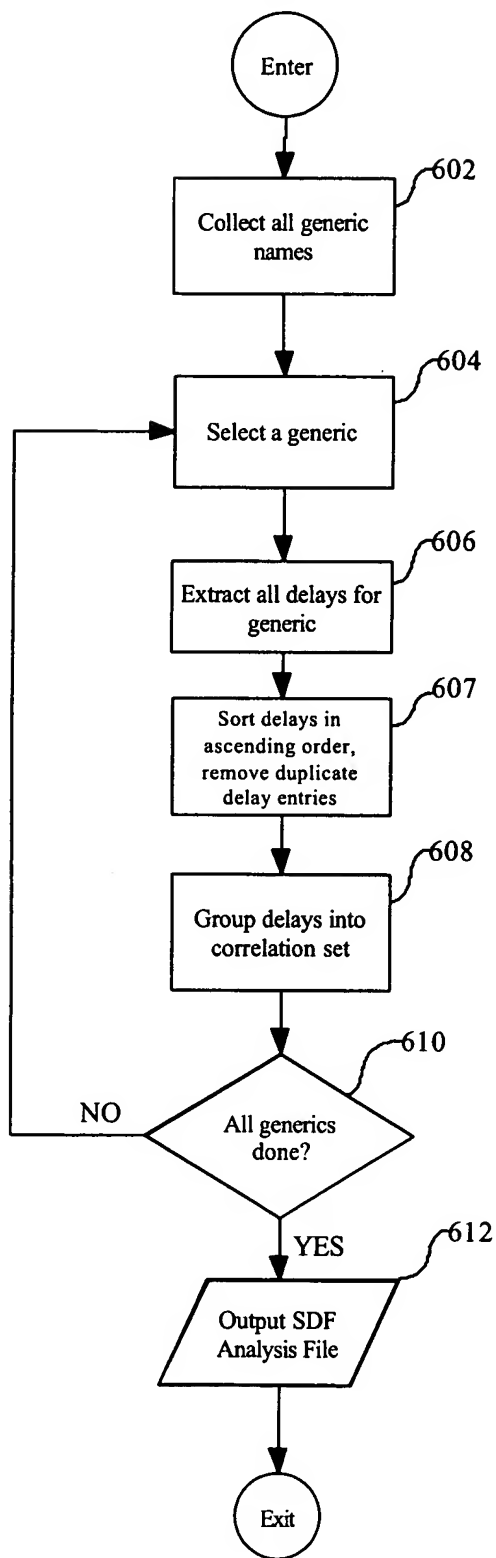 Enter
602
Collect all generic
names
604
Select a generic
606
Extract all delays for
generic
607
Sort delays in
ascending order,
remove duplicate
delay entries
608
Group delays into
correlation set
610
NO
All generics
done?
YES
612
Output SDF
Analysis File
Exit